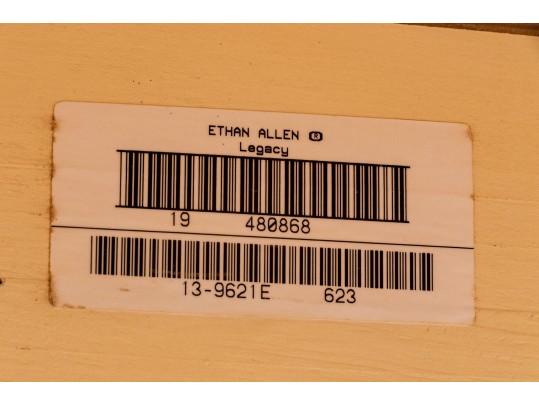 ETHAN ALLEN
Legacy
19 480868
13-9621E 623